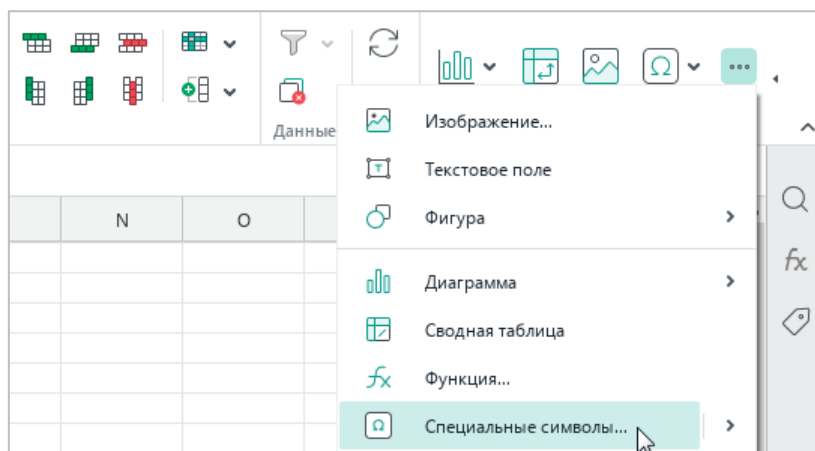 Данные
N
O
Изображение...
Текстовое поле
Фигура
Диаграмма
Сводная таблица
Функция...
Специальные символы...